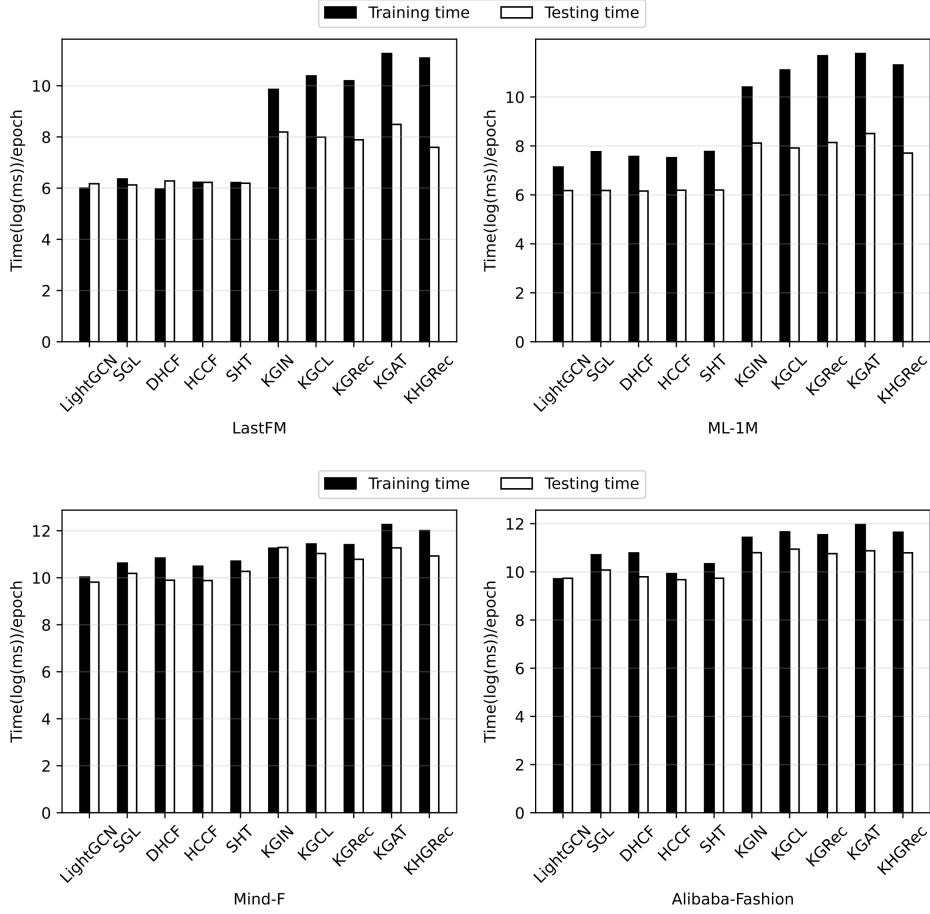 Training time Testing time
Time(log(ms))/epoch
10
8
6
4
2
0
LightGCN SGL DHCF HCCF SHT KGIN KGCL KGRec KGAT KHGRec
LastFM
Time(log(ms))/epoch
10
8
6
4
2
0
LightGCN SGL DHCF HCCF SHT KGIN KGCL KGRec KGAT KHGRec
ML-1M
Training time Testing time
Time(log(ms))/epoch
12
10
8
6
4
2
0
LightGCN SGL DHCF HCCF SHT KGIN KGCL KGRec KGAT KHGRec
Mind-F
Time(log(ms))/epoch
12
10
8
6
4
2
0
LightGCN SGL DHCF HCCF SHT KGIN KGCL KGRec KGAT KHGRec
Alibaba-Fashion